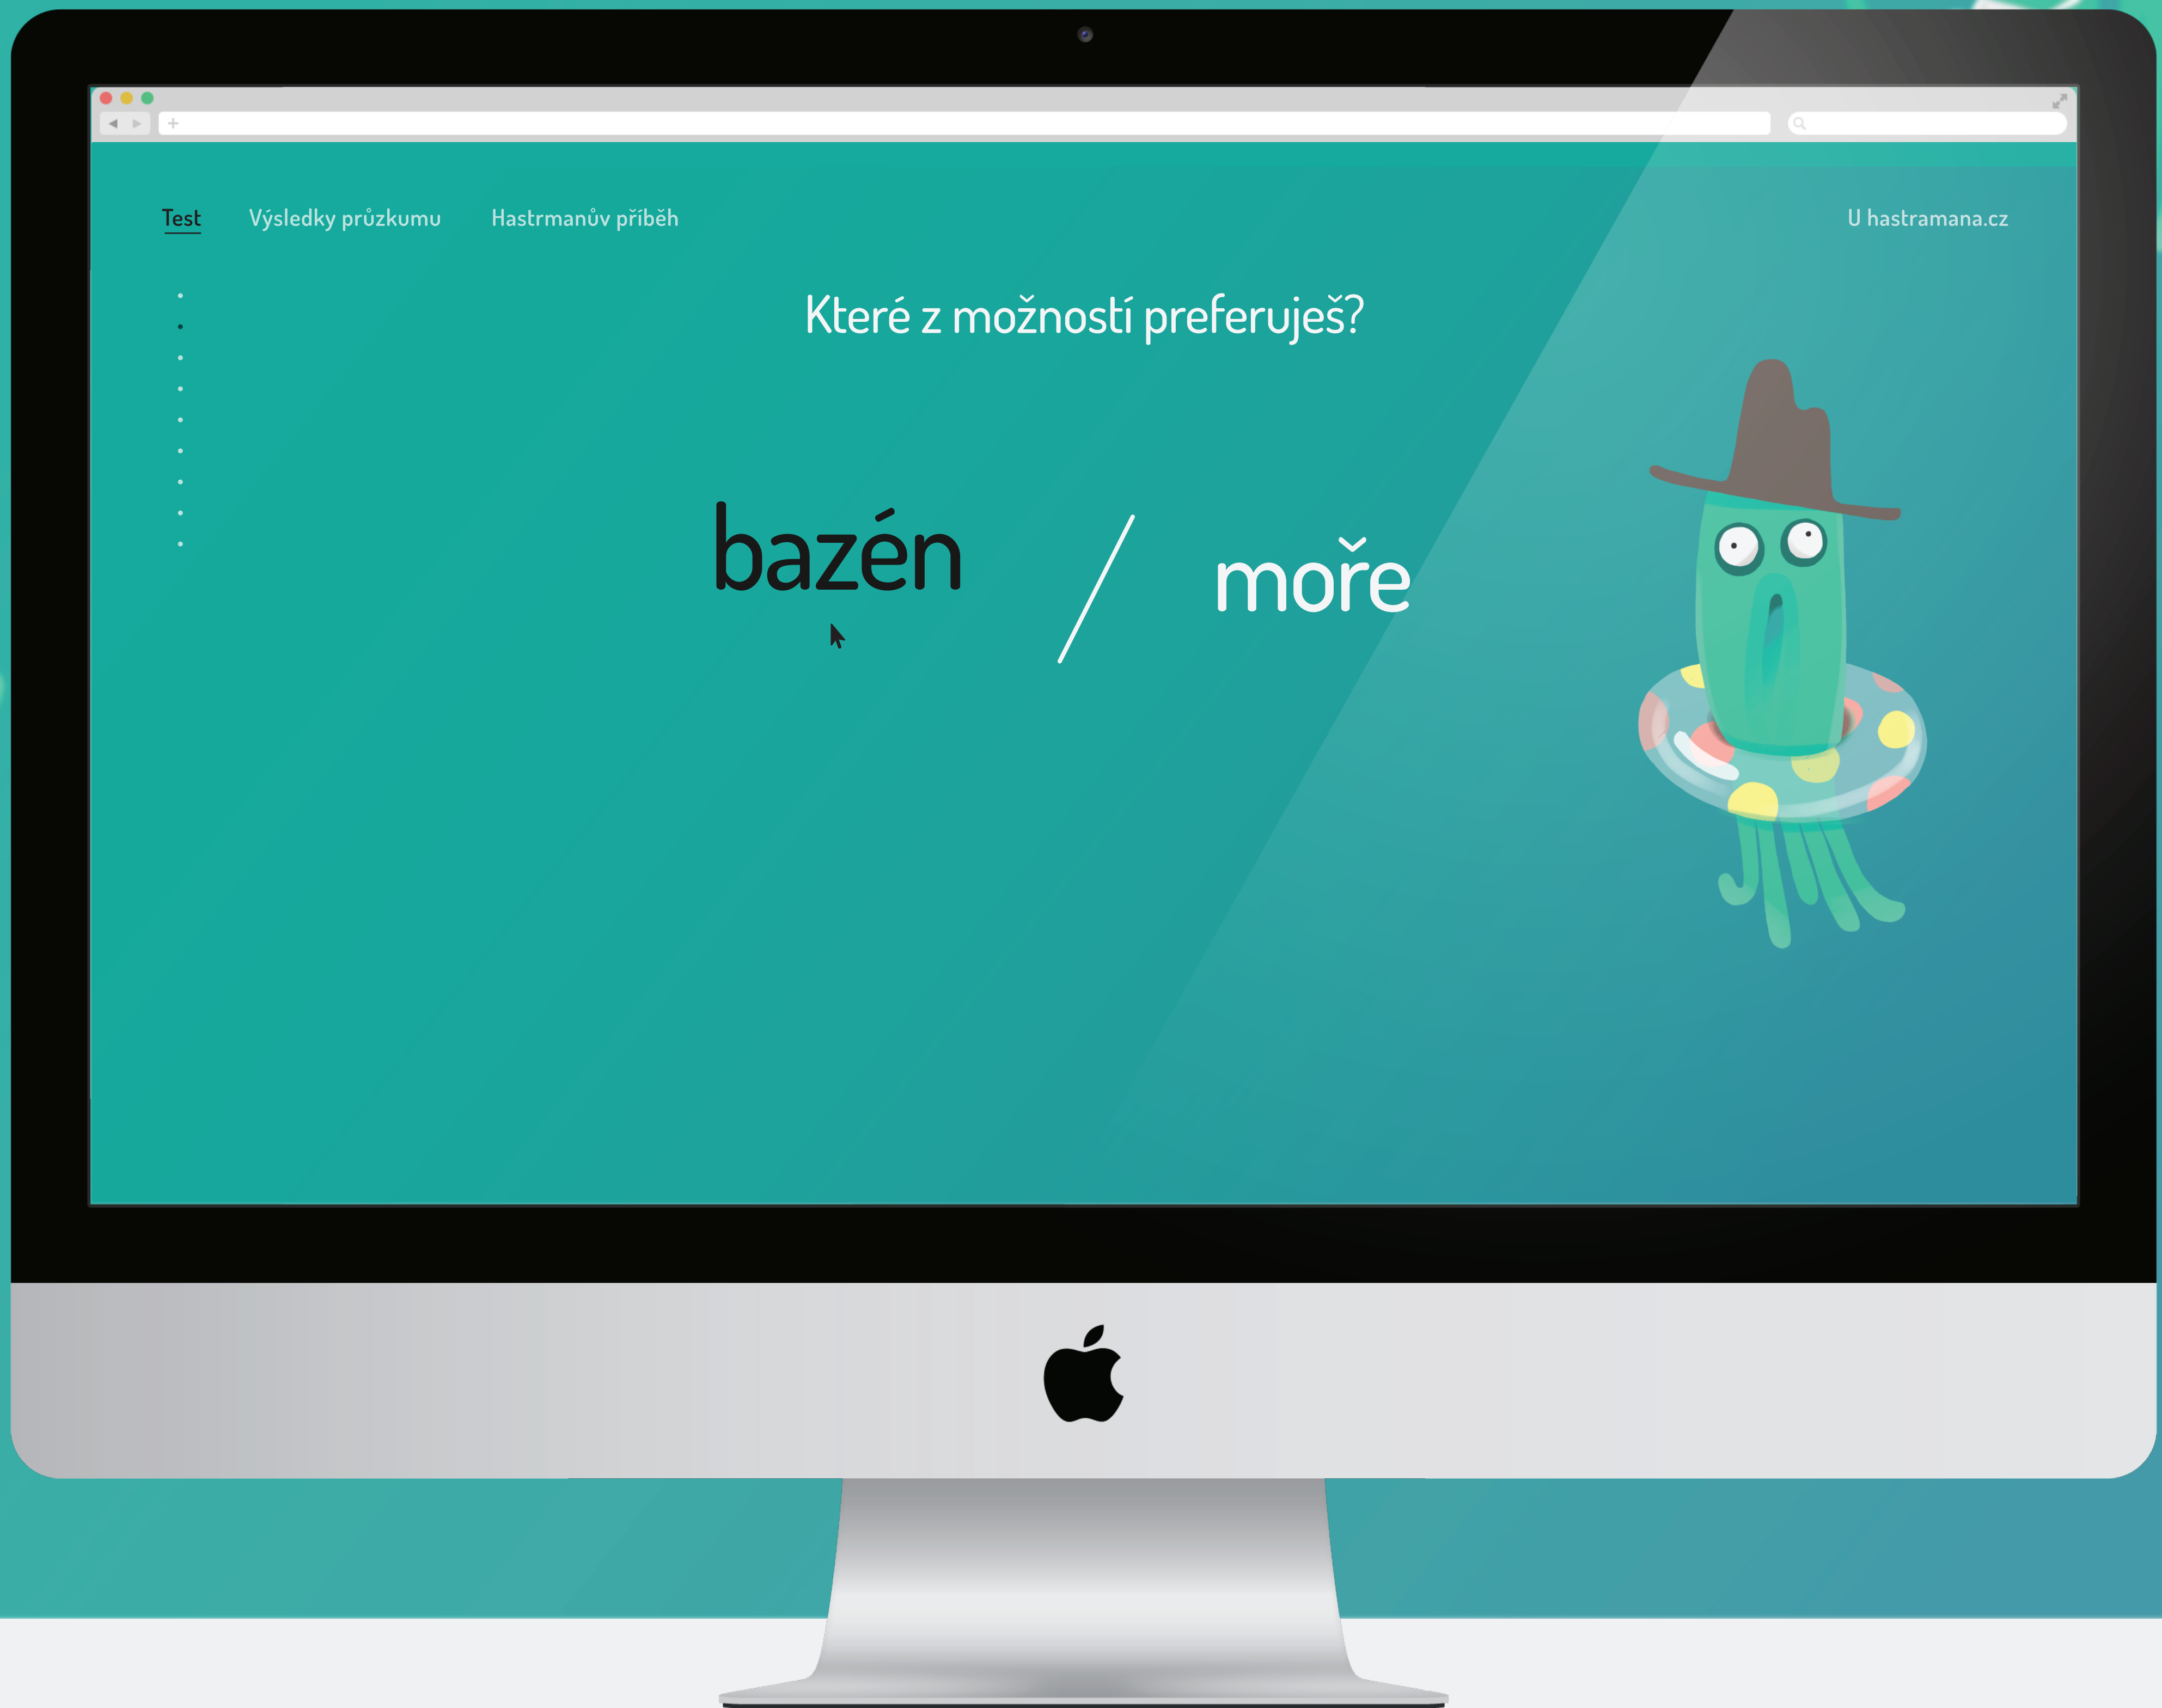 Test
Výsledky průzkumu
Hastrmanův příběh
U hastramana.cz
Které z možností preferuješ?
bazén / moře